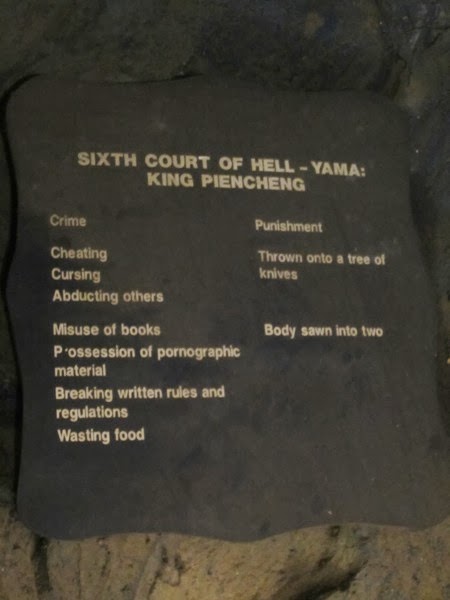 SIXTH COURT OF HELL – YAMA:
KING PIENCHENG
Crime
Punishment
Cheating
Cursing
Abducting others
Thrown onto a tree of
knives
Misuse of books
Possession of pornographic
material
Breaking written rules and
regulations
Wasting food
Body sawn into two